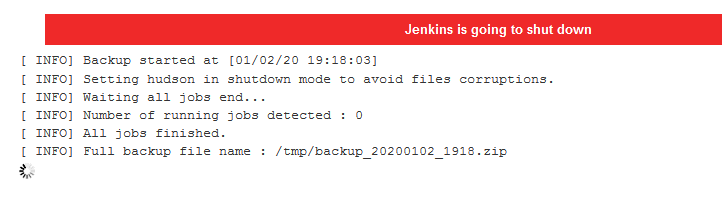 Jenkins is going to shut down
[ INFO] Backup started at [01/02/20 19:18:03]
[ INFO] Setting hudson in shutdown mode to avoid files corruptions.
[ INFO] Waiting all jobs end...
[ INFO] Number of running jobs detected : 0
[ INFO] All jobs finished.
[ INFO] Full backup file name : /tmp/backup_20200102_1918.zip